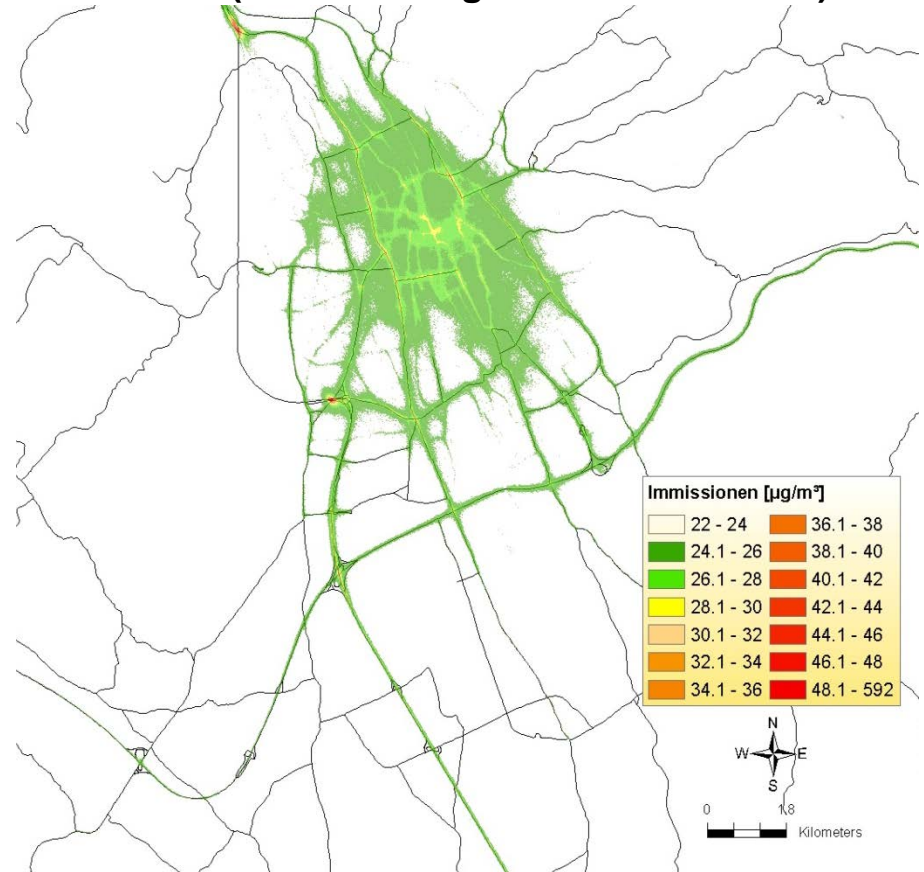 Immissionen [µg/m³]
22 - 24
24.1 - 26
26.1 - 28
28.1 - 30
30.1 - 32
32.1 - 34
34.1 - 36
36.1 - 38
38.1 - 40
40.1 - 42
42.1 - 44
44.1 - 46
46.1 - 48
48.1 - 592
N
W E
S
0 1.8
Kilometers